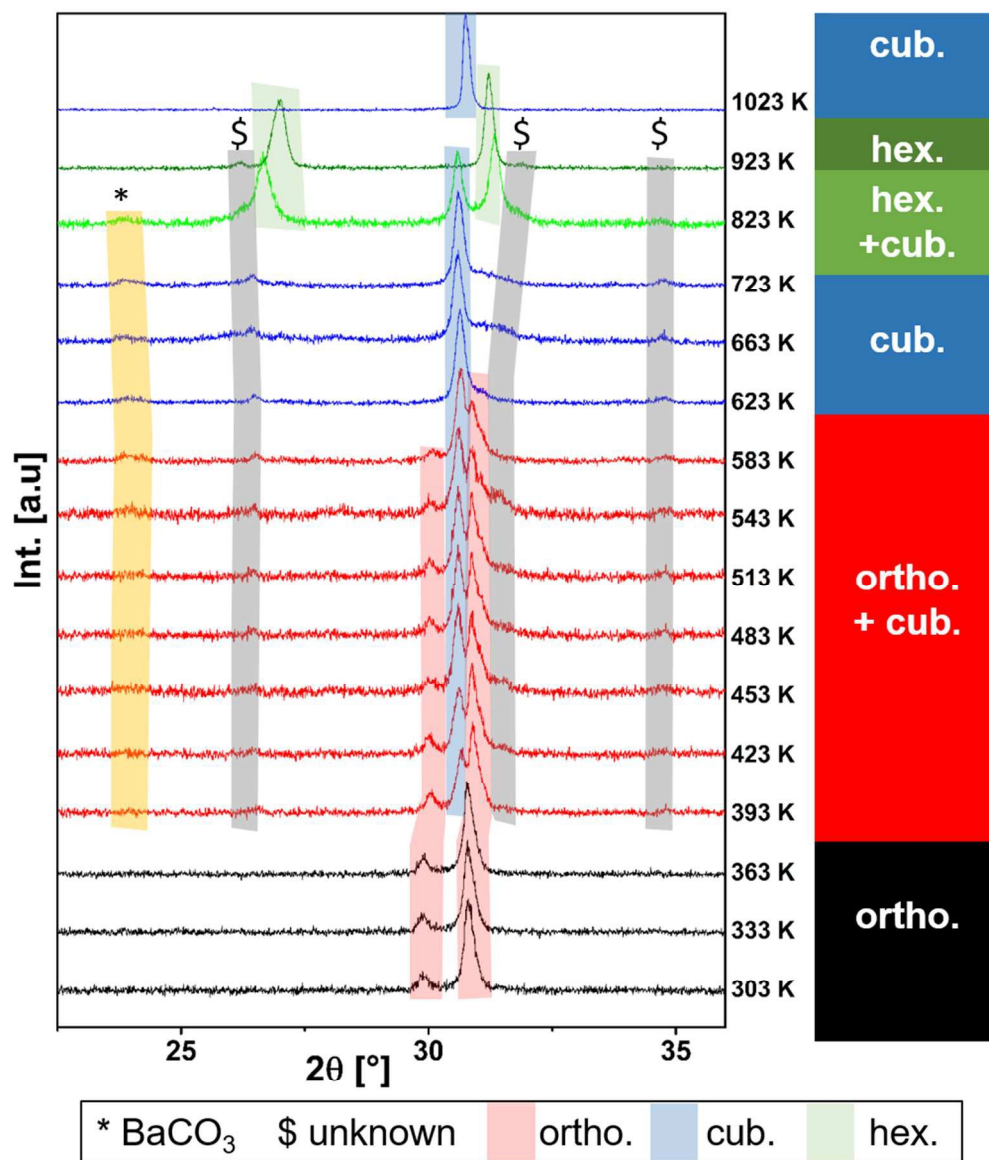 cub.
1023 K
$ $ $
923 K
hex.
*
823 K
hex.
+cub.
723 K
663 K
cub.
623 K
583 K
543 K
513 K
ortho.
+ cub.
483 K
453 K
423 K
393 K
363 K
ortho.
333 K
303 K
Int. [a.u]
25 30 35
2θ [°]
* BaCO₃ $ unknown ortho. cub. hex.